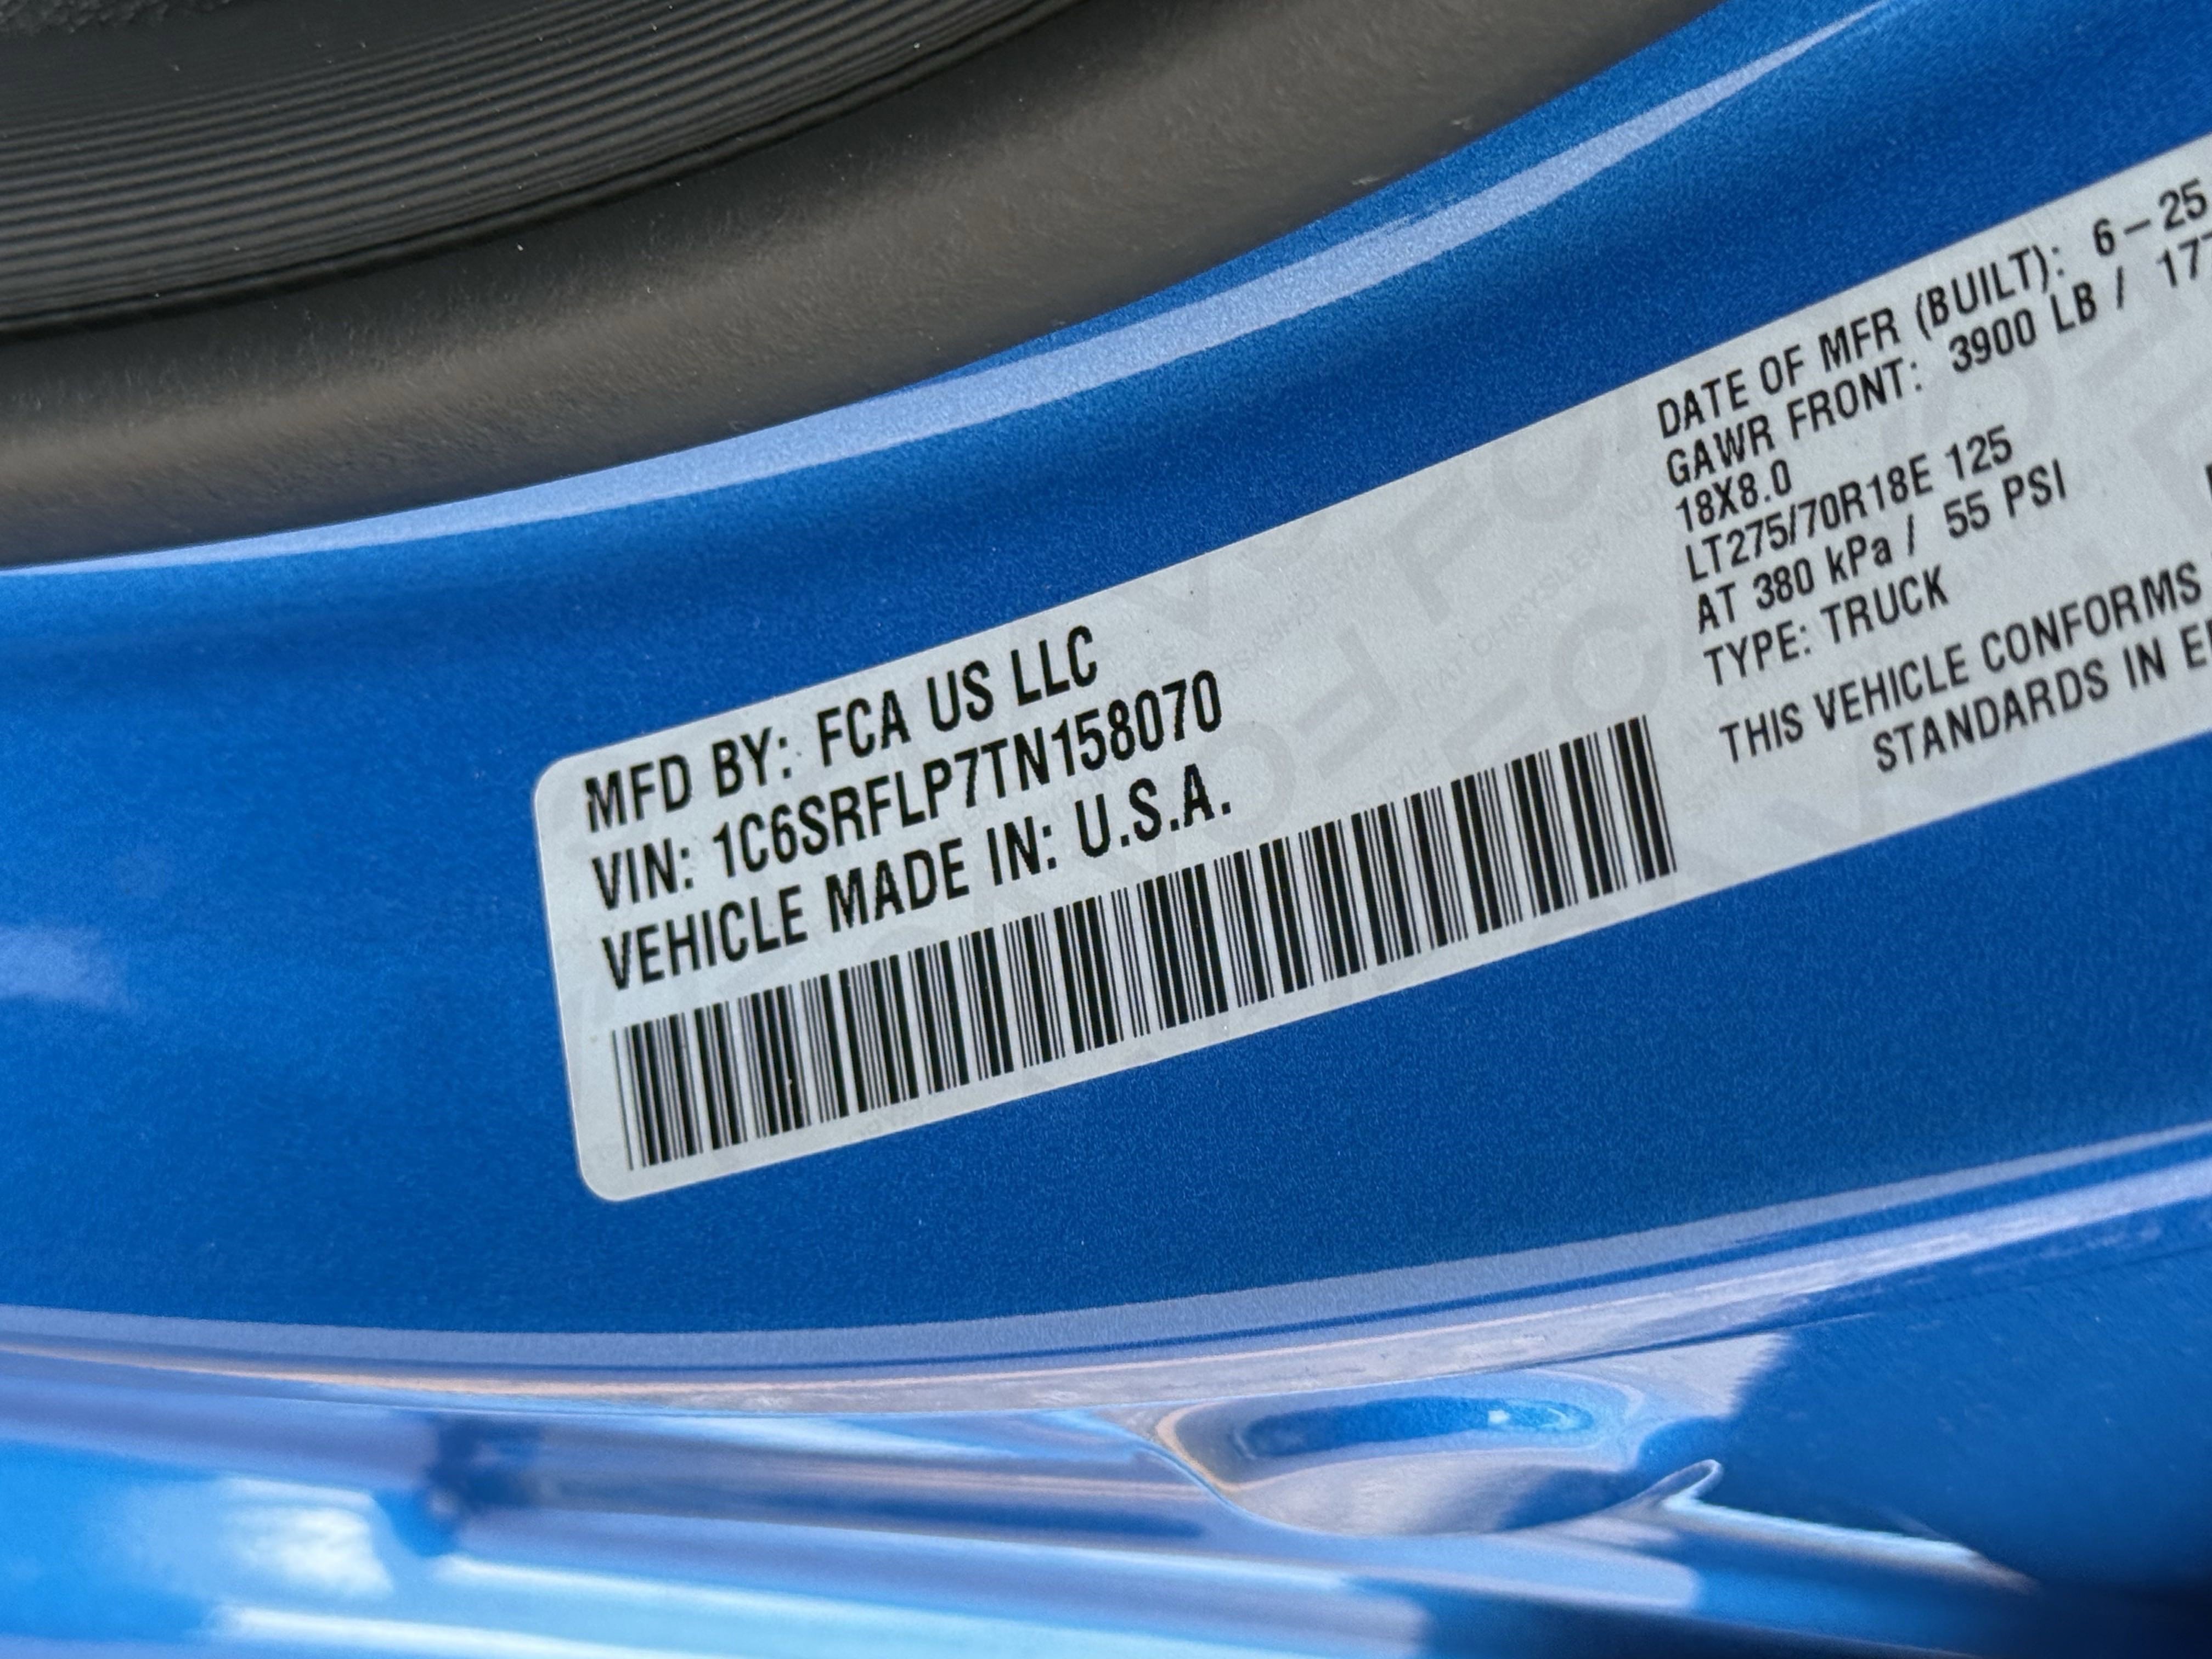 MFD BY: FCA US LLC
VIN: 1C6SRFLP7TN158070
VEHICLE MADE IN: U.S.A.
DATE OF MFR (BUILT): 6-25
GAWR FRONT: 3900 LB / 177
18X8.0
LT275/70R18E 125
AT 380 kPa / 55 PSI
TYPE: TRUCK
THIS VEHICLE CONFORMS
STANDARDS IN